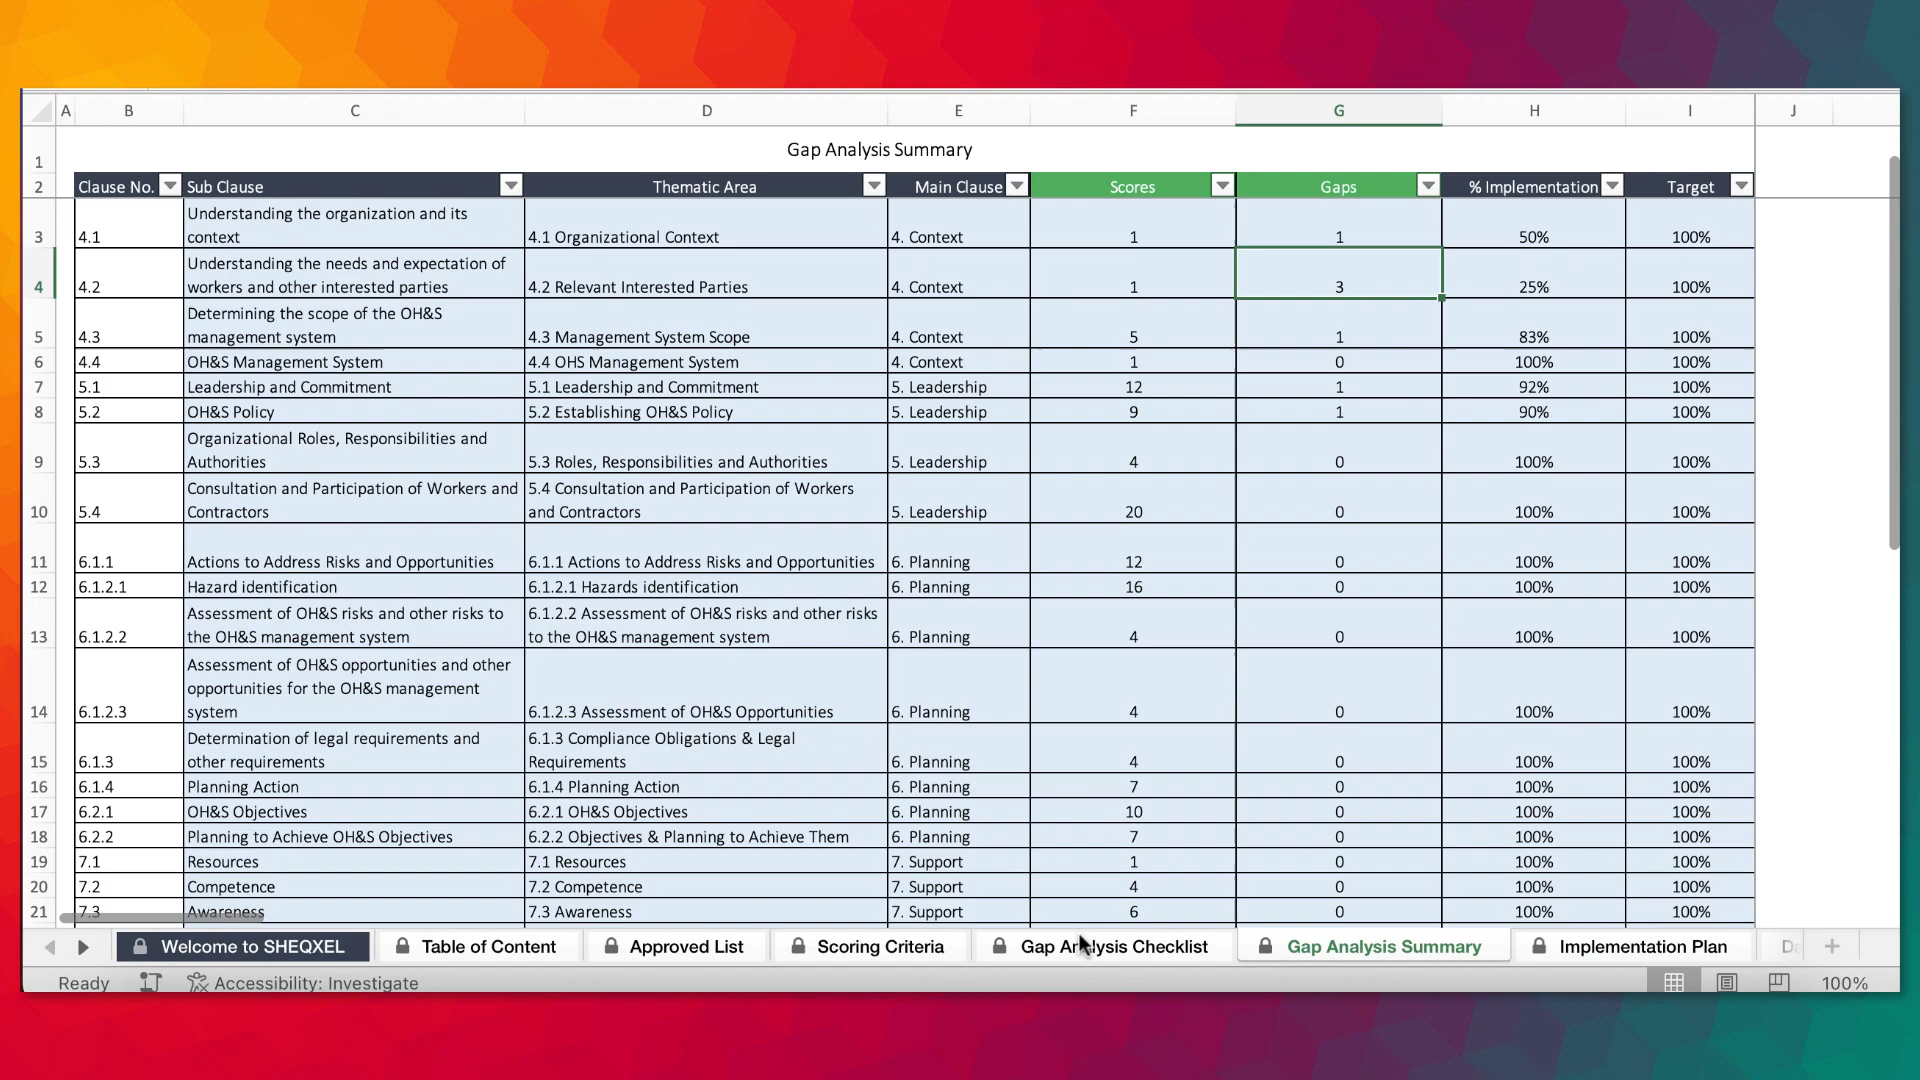 A B C D E F G H I J
1 Gap Analysis Summary
2 Clause No. Sub Clause Thematic Area Main Clause Scores Gaps % Implementation Target
Understanding the organization and its
3 4.1 context 4.1 Organizational Context 4. Context 1 1 50% 100%
Understanding the needs and expectation of
4 4.2 workers and other interested parties 4.2 Relevant Interested Parties 4. Context 1 3 25% 100%
Determining the scope of the OH&S
5 4.3 management system 4.3 Management System Scope 4. Context 5 1 83% 100%
6 4.4 OH&S Management System 4.4 OHS Management System 4. Context 1 0 100% 100%
7 5.1 Leadership and Commitment 5.1 Leadership and Commitment 5. Leadership 12 1 92% 100%
8 5.2 OH&S Policy 5.2 Establishing OH&S Policy 5. Leadership 9 1 90% 100%
Organizational Roles, Responsibilities and
9 5.3 Authorities 5.3 Roles, Responsibilities and Authorities 5. Leadership 4 0 100% 100%
Consultation and Participation of Workers and 5.4 Consultation and Participation of Workers
10 5.4 Contractors and Contractors 5. Leadership 20 0 100% 100%
11 6.1.1 Actions to Address Risks and Opportunities 6.1.1 Actions to Address Risks and Opportunities 6. Planning 12 0 100% 100%
12 6.1.2.1 Hazard identification 6.1.2.1 Hazards identification 6. Planning 16 0 100% 100%
Assessment of OH&S risks and other risks to 6.1.2.2 Assessment of OH&S risks and other risks
13 6.1.2.2 the OH&S management system to the OH&S management system 6. Planning 4 0 100% 100%
Assessment of OH&S opportunities and other
opportunities for the OH&S management
14 6.1.2.3 system 6.1.2.3 Assessment of OH&S Opportunities 6. Planning 4 0 100% 100%
Determination of legal requirements and 6.1.3 Compliance Obligations & Legal
15 6.1.3 other requirements Requirements 6. Planning 4 0 100% 100%
16 6.1.4 Planning Action 6.1.4 Planning Action 6. Planning 7 0 100% 100%
17 6.2.1 OH&S Objectives 6.2.1 OH&S Objectives 6. Planning 10 0 100% 100%
18 6.2.2 Planning to Achieve OH&S Objectives 6.2.2 Objectives & Planning to Achieve Them 6. Planning 7 0 100% 100%
19 7.1 Resources 7.1 Resources 7. Support 1 0 100% 100%
20 7.2 Competence 7.2 Competence 7. Support 4 0 100% 100%
21 7.3 Awareness 7.3 Awareness 7. Support 6 0 100% 100%
Welcome to SHEQXEL Table of Content Approved List Scoring Criteria Gap Analysis Checklist Gap Analysis Summary Implementation Plan
Ready Accessibility: Investigate 100%